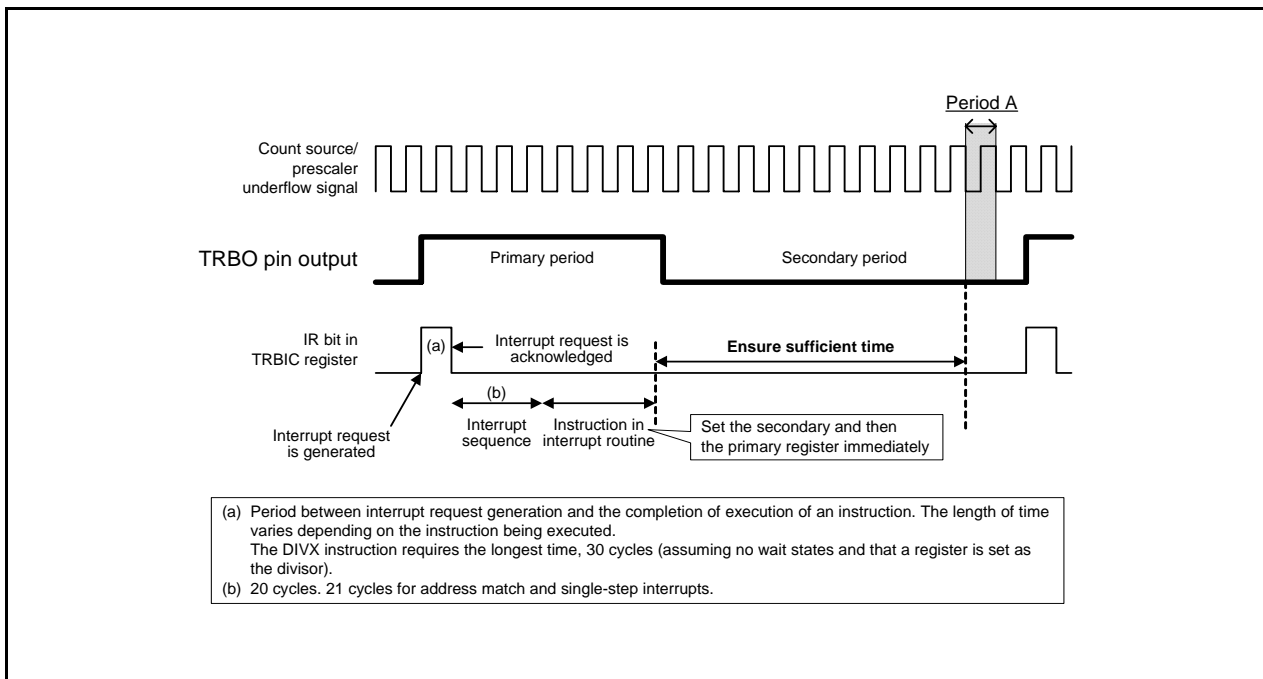 Period A
Count source/
prescaler
underflow signal
TRBO pin output
Primary period
Secondary period
IR bit in
TRBIC register
(a)
Interrupt request is
acknowledged
Ensure sufficient time
(b)
Interrupt
sequence
Instruction in
interrupt routine
Set the secondary and then
the primary register immediately
Interrupt request
is generated
(a) Period between interrupt request generation and the completion of execution of an instruction. The length of time
varies depending on the instruction being executed.
The DIVX instruction requires the longest time, 30 cycles (assuming no wait states and that a register is set as
the divisor).
(b) 20 cycles. 21 cycles for address match and single-step interrupts.